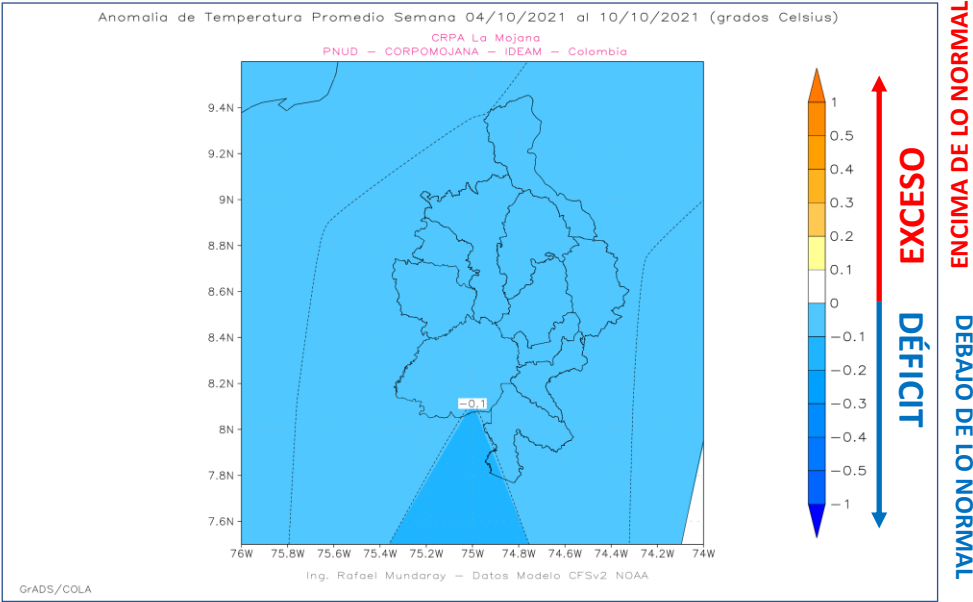 Anomalia de Temperatura Promedio Semana 04/10/2021 al 10/10/2021 (grados Celsius)
CRPA La Mojana
PNUD – CORPOMOJANA – IDEAM – Colombia
9.4N
9.2N
9N
8.8N
8.6N
8.4N
8.2N
8N
7.8N
7.6N
−0.1
76W 75.8W 75.6W 75.4W 75.2W 75W 74.8W 74.6W 74.4W 74.2W 74W
Ing. Rafael Mundaray – Datos Modelo CFSv2 NOAA
GrADS/COLA
1
0.5
0.4
0.3
0.2
0.1
0
−0.1
−0.2
−0.3
−0.4
−0.5
−1
EXCESO
DÉFICIT
ENCIMA DE LO NORMAL
DEBAJO DE LO NORMAL